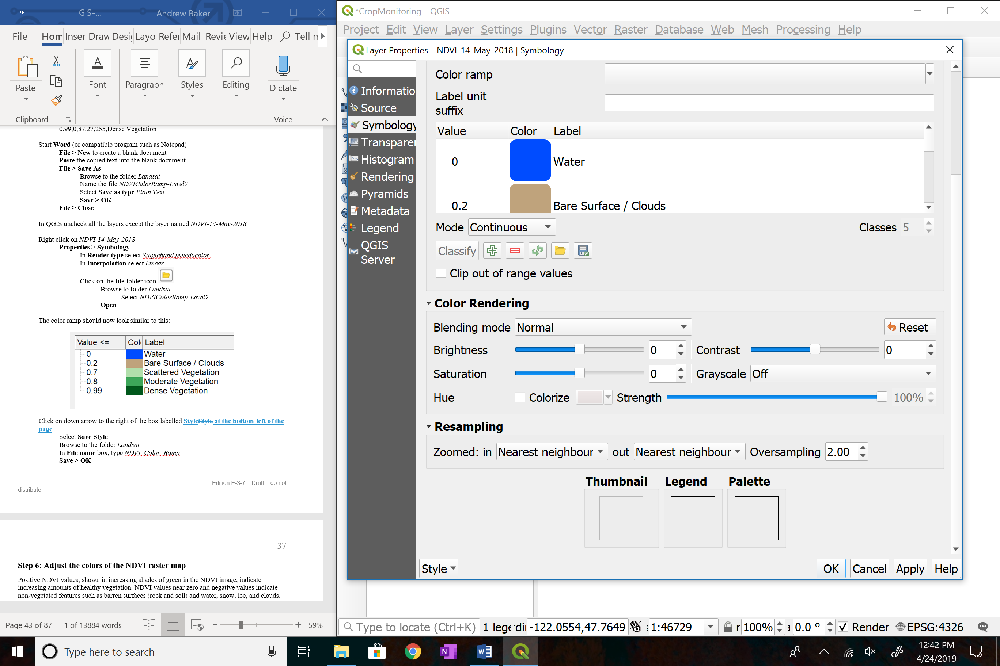 GIS-...
Andrew Baker
File Hom Inser Draw Desi Layo Refer Maili Revie View Help Tell m
Paste
Font
Paragraph
Styles
Editing
Dictate
Clipboard
Voice
0.99,0,87,27,255,Dense Vegetation
Start Word (or compatible program such as Notepad)
File > New to create a blank document
Paste the copied text into the blank document
File > Save As
Browse to the folder Landsat
Name the file NDVIColorRamp-Level2
Select Save as type Plain Text
Save > OK
File > Close
In QGIS uncheck all the layers except the layer named NDVI-14-May-2018
Right click on NDVI-14-May-2018
Properties > Symbology
In Render type select Singleband psuedocolor
In Interpolation select Linear
Click on the file folder icon
Browse to folder Landsat
Select NDVIColorRamp-Level2
Open
The color ramp should now look similar to this:
Value <= Col Label
0 Water
0.2 Bare Surface / Clouds
0.7 Scattered Vegetation
0.8 Moderate Vegetation
0.99 Dense Vegetation
Click on down arrow to the right of the box labelled StyleStyle at the bottom-left of the
page
Select Save Style
Browse to the folder Landsat
In File name box, type NDVI_Color_Ramp
Save > OK
Edition E-3-7 – Draft – do not
distribute
37
Step 6: Adjust the colors of the NDVI raster map
Positive NDVI values, shown in increasing shades of green in the NDVI image, indicate
increasing amounts of healthy vegetation. NDVI values near zero and negative values indicate
non-vegetated features such as barren surfaces (rock and soil) and water, snow, ice, and clouds.
Page 43 of 87 1 of 13884 words 59%
*CropMonitoring - QGIS
Project Edit View Layer Settings Plugins Vector Raster Database Web Mesh Processing Help
Layer Properties - NDVI-14-May-2018 | Symbology
Informatio
Source
Symbology
Transparer
Histogram
Rendering
Pyramids
Metadata
Legend
QGIS
Server
Color ramp
Label unit
suffix
Value Color Label
0 Water
0.2 Bare Surface / Clouds
Mode Continuous Classes 5
Classify
Clip out of range values
Color Rendering
Blending mode Normal Reset
Brightness 0 Contrast 0
Saturation 0 Grayscale Off
Hue Colorize Strength 100%
Resampling
Zoomed: in Nearest neighbour out Nearest neighbour Oversampling 2.00
Thumbnail Legend Palette
Style OK Cancel Apply Help
Type to locate (Ctrl+K) 1 lege -122.0554,47.7649 1:46729 100% 0.0 ° Render EPSG:4326
Type here to search
12:42 PM
4/24/2019